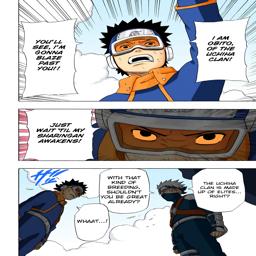 I AM
OBITO,
OF THE
UCHIHA
CLAN!
YOU'LL
SEE, I'M
GONNA
BLAZE
PAST
YOU!!
JUST
WAIT 'TIL MY
SHARINGAN
AWAKENS!
THE UCHIHA
CLAN IS MADE
UP OF ELITES...
RIGHT?
WITH THAT
KIND OF
BREEDING,
SHOULDN'T
YOU BE
GREAT
ALREADY?
WHAAT...!